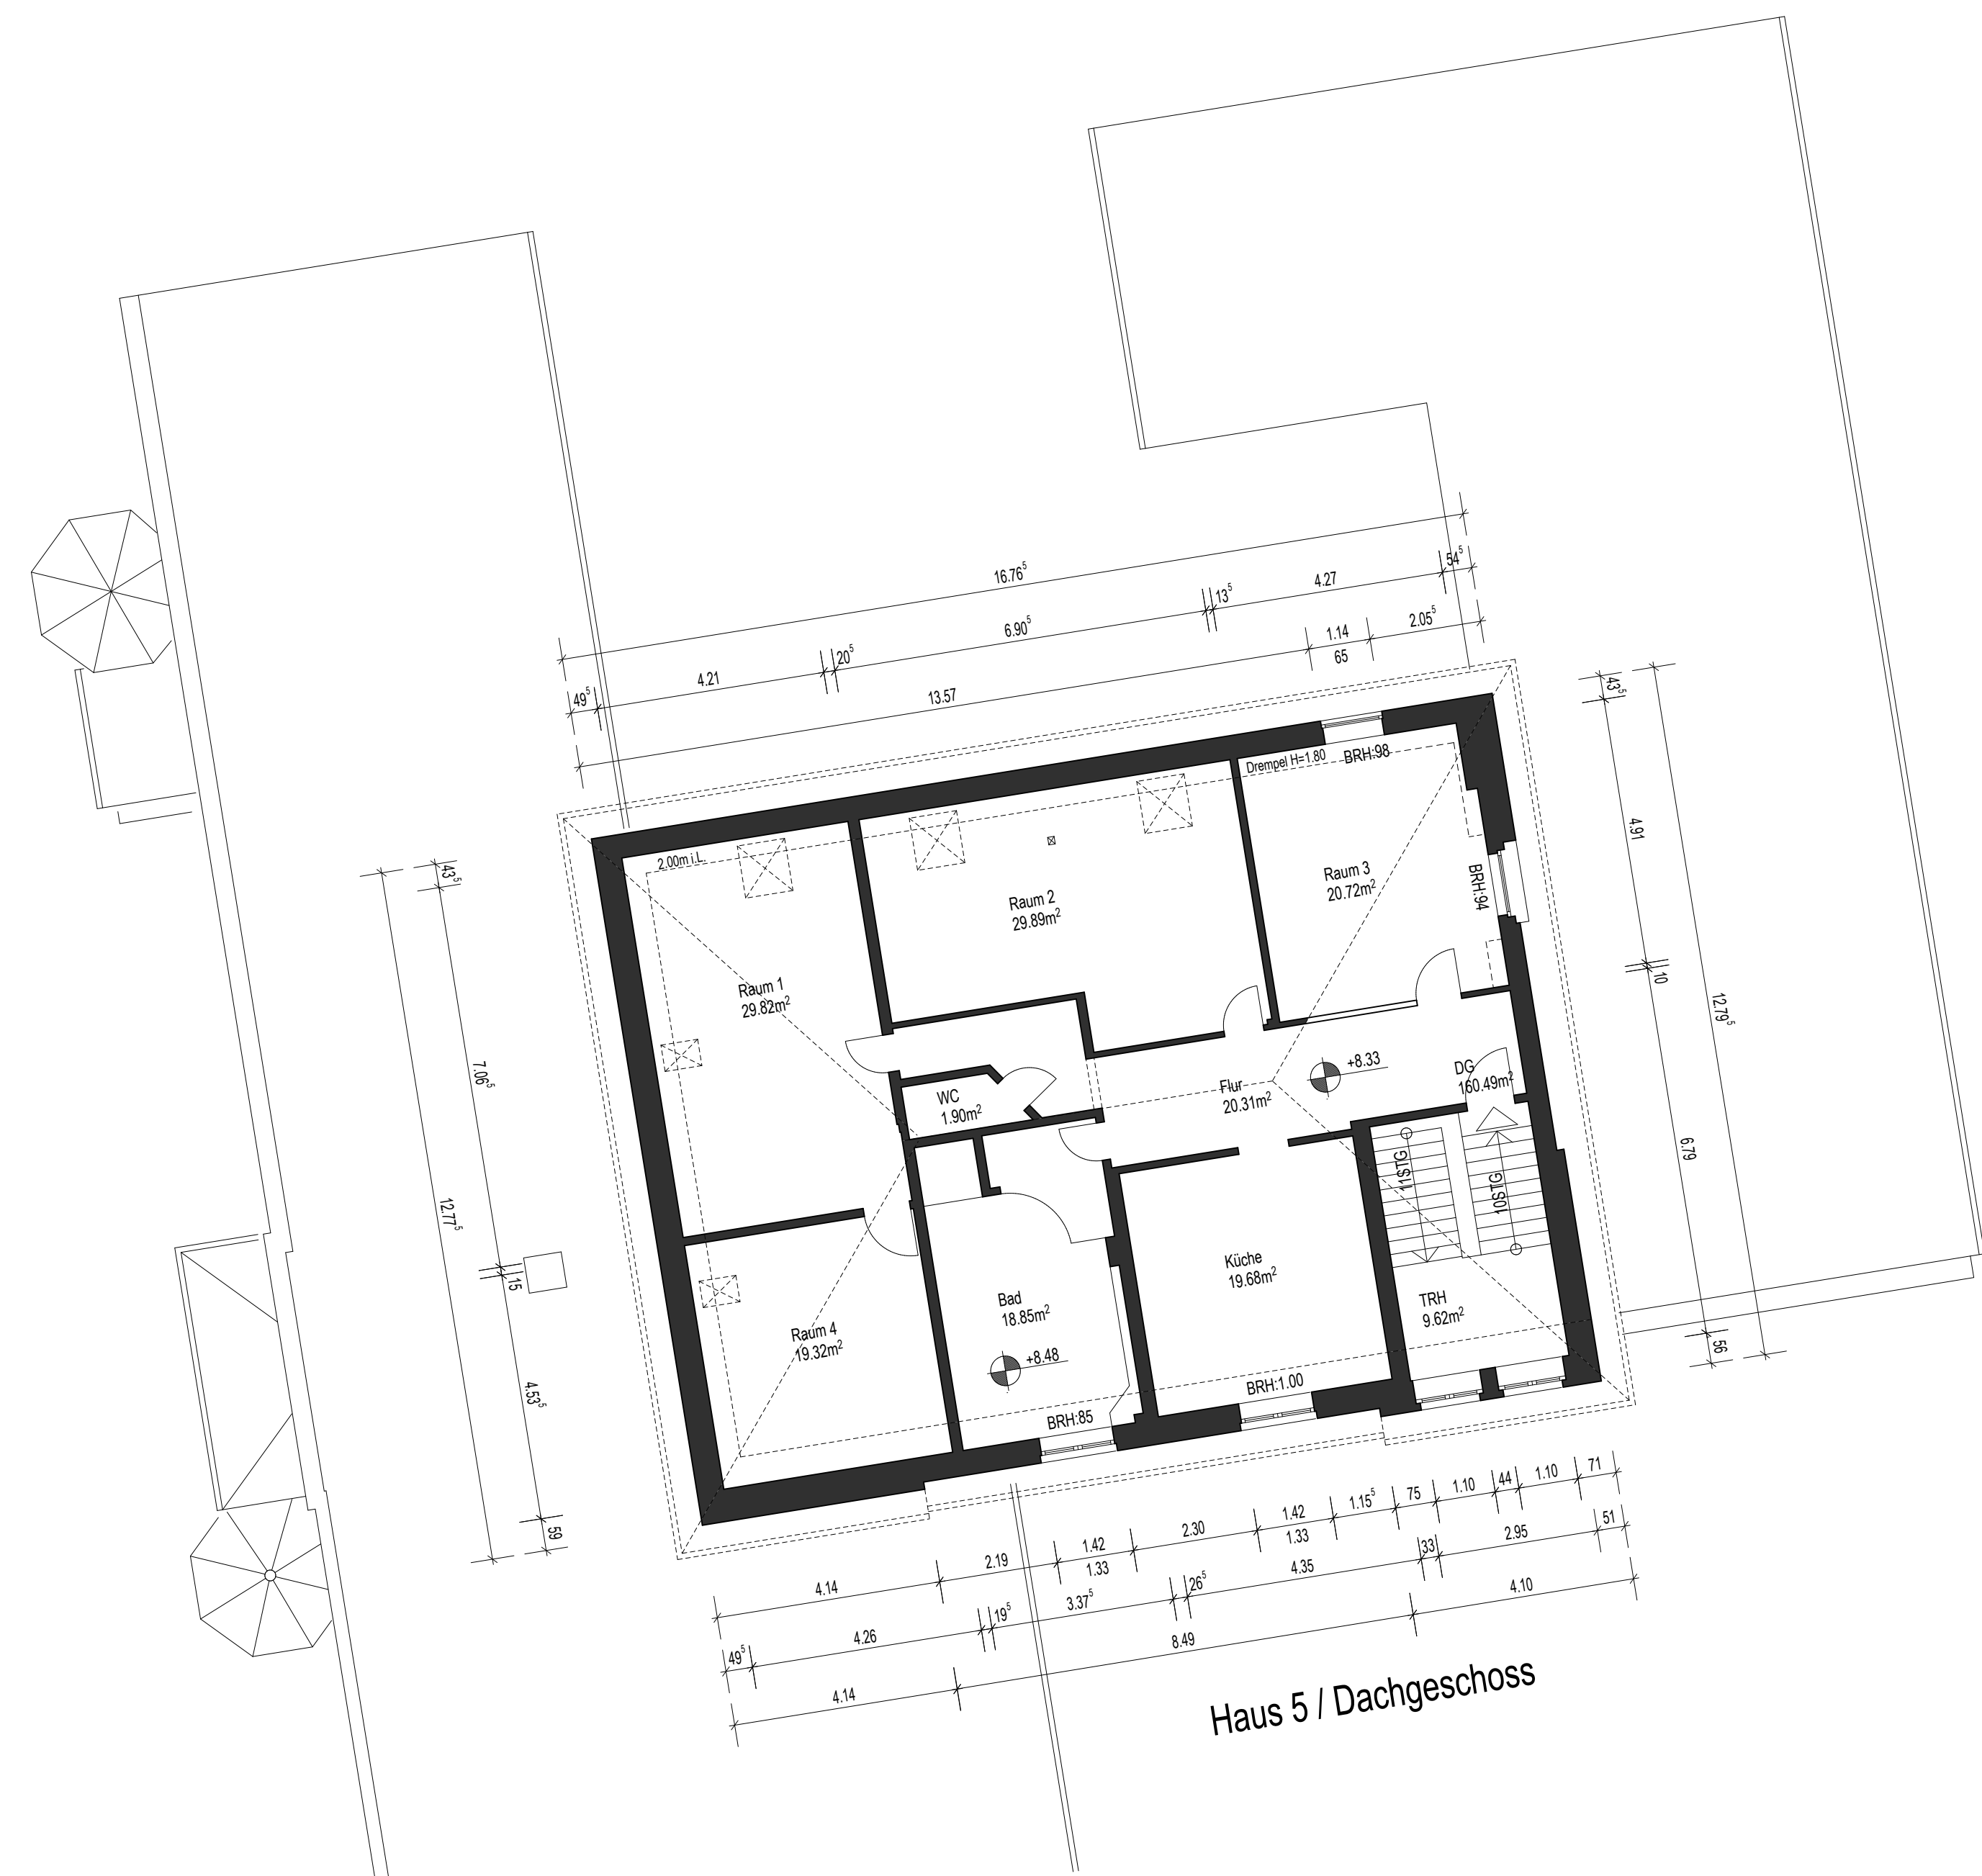 16.76⁵
54⁵
4.27
13⁵
6.90⁵
20⁵
4.21
49⁵
2.05⁵
1.14
65
13.57
43⁵
4.91
10
12.79⁵
6.79
56
43⁵
7.06⁵
12.77⁵
15
4.53⁵
59
Drempel H=1.80
BRH:98
2.00m i.L.
Raum 3
20.72m²
BRH:94
Raum 2
29.89m²
Raum 1
29.82m²
+8.33
DG
160.49m²
Flur
20.31m²
WC
1.90m²
11STG
10STG
Küche
19.68m²
TRH
9.62m²
Bad
18.85m²
+8.48
Raum 4
19.32m²
BRH:1.00
BRH:85
4.14
2.19
1.42
1.33
2.30
1.42
1.33
1.15⁵
75
1.10
44
1.10
71
49⁵
4.26
19⁵
3.37⁵
26⁵
4.35
33
2.95
51
4.14
8.49
4.10
Haus 5 / Dachgeschoss